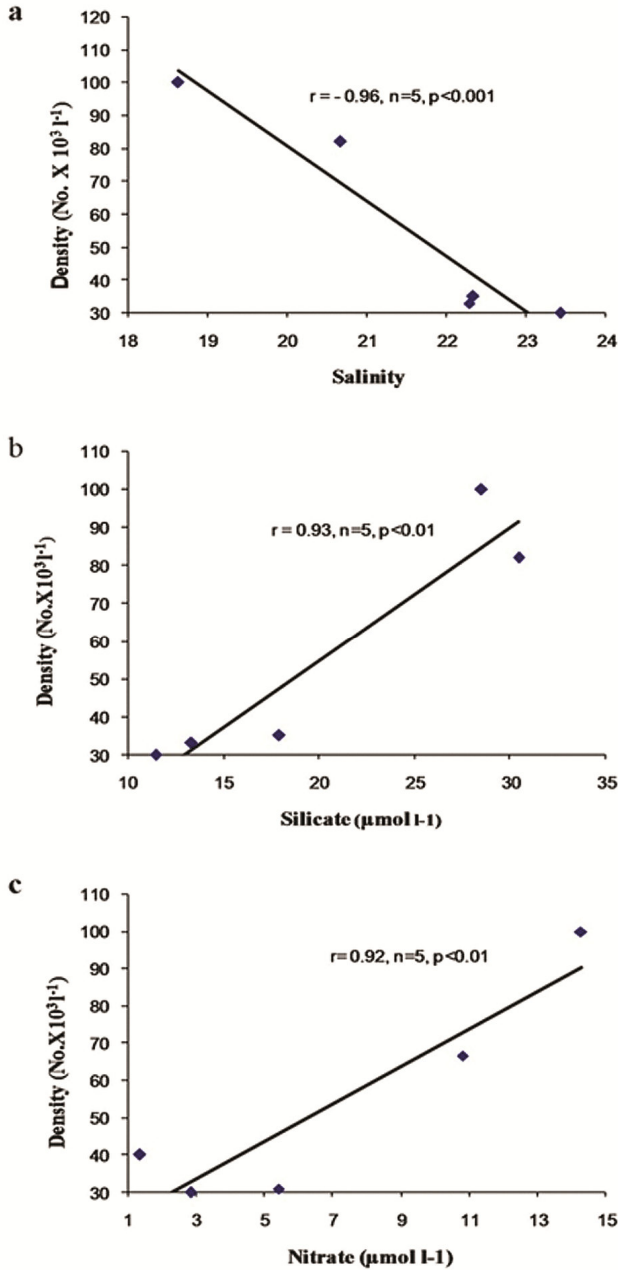 a
120
110
100
90
80
70
60
50
40
30
Density (No. X 10³ l⁻¹)
r = - 0.96, n=5, p<0.001
18 19 20 21 22 23 24
Salinity
b
110
100
90
80
70
60
50
40
30
Density (No.X10³l⁻¹)
r = 0.93, n=5, p<0.01
10 15 20 25 30 35
Silicate (µmol l-1)
c
110
100
90
80
70
60
50
40
30
Density (No.X10³l⁻¹)
r= 0.92, n=5, p<0.01
1 3 5 7 9 11 13 15
Nitrate (µmol l-1)